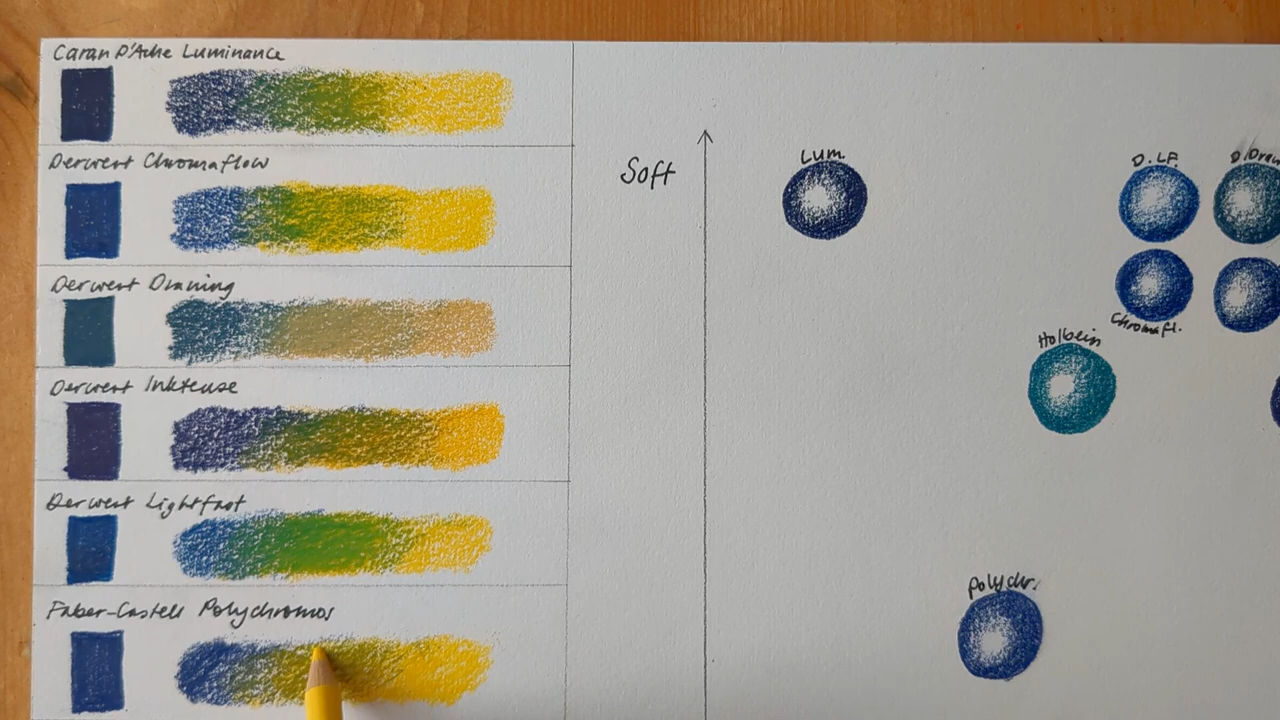 Caran D'Ache Luminance
Derwent Chromaflow
Derwent Drawing
Derwent Inktense
Derwent Lightfast
Faber-Castell Polychromos
Soft
Lum
D. LF.
D. Draw
Chromafl.
Holbein
Polychr.